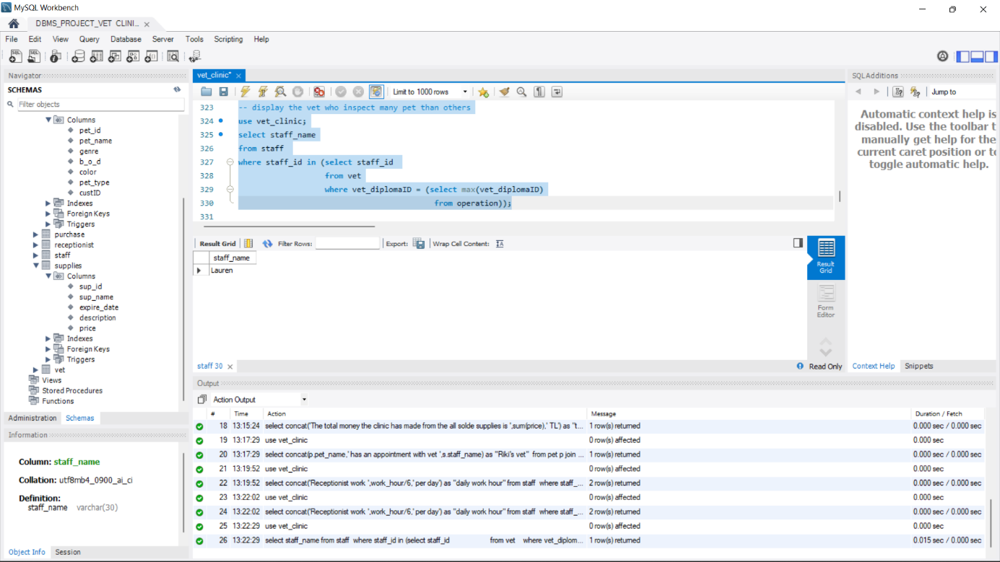 MySQL Workbench
DBMS_PROJECT_VET CLINI...
File Edit View Query Database Server Tools Scripting Help
Navigator
SCHEMAS
Filter objects
Columns
pet_id
pet_name
genre
b_o_d
color
pet_type
custID
Indexes
Foreign Keys
Triggers
purchase
receptionist
staff
supplies
Columns
sup_id
sup_name
expire_date
description
price
Indexes
Foreign Keys
Triggers
vet
Views
Stored Procedures
Functions
Administration Schemas
Information
Column: staff_name
Collation: utf8mb4_0900_ai_ci
Definition:
staff_name varchar(30)
Object Info Session
vet_clinic*
Limit to 1000 rows
323 -- display the vet who inspect many pet than others
324 use vet_clinic;
325 select staff_name
326 from staff
327 where staff_id in (select staff_id
328 from vet
329 where vet_diplomaID = (select max(vet_diplomaID)
330 from operation));
331
Result Grid Filter Rows: Export: Wrap Cell Content:
staff_name
Lauren
Result
Grid
Form
Editor
staff 30
Read Only
SQLAdditions
Jump to
Automatic context help is
disabled. Use the toolbar t
manually get help for the
current caret position or to
toggle automatic help.
Context Help Snippets
Output
Action Output
# Time Action Message Duration / Fetch
18 13:15:24 select concat('The total money the clinic has made from the all solde supplies is ',sum(price),' TL') as "t... 1 row(s) returned 0.000 sec / 0.000 sec
19 13:17:29 use vet_clinic 0 row(s) affected 0.000 sec
20 13:17:29 select concat(p.pet_name,' has an appointment with vet ',s.staff_name) as "Riki's vet" from pet p join ... 1 row(s) returned 0.000 sec / 0.000 sec
21 13:19:52 use vet_clinic 0 row(s) affected 0.000 sec
22 13:19:52 select concat('Receptionist work ',work_hour/6,' per day') as "daily work hour" from staff where staff_... 2 row(s) returned 0.000 sec / 0.000 sec
23 13:22:02 use vet_clinic 0 row(s) affected 0.000 sec
24 13:22:02 select concat('Receptionist work ',work_hour/6,' per day') as "daily work hour" from staff where staff_... 2 row(s) returned 0.000 sec / 0.000 sec
25 13:22:29 use vet_clinic 0 row(s) affected 0.000 sec
26 13:22:29 select staff_name from staff where staff_id in (select staff_id from vet where vet_diplom... 1 row(s) returned 0.015 sec / 0.000 sec